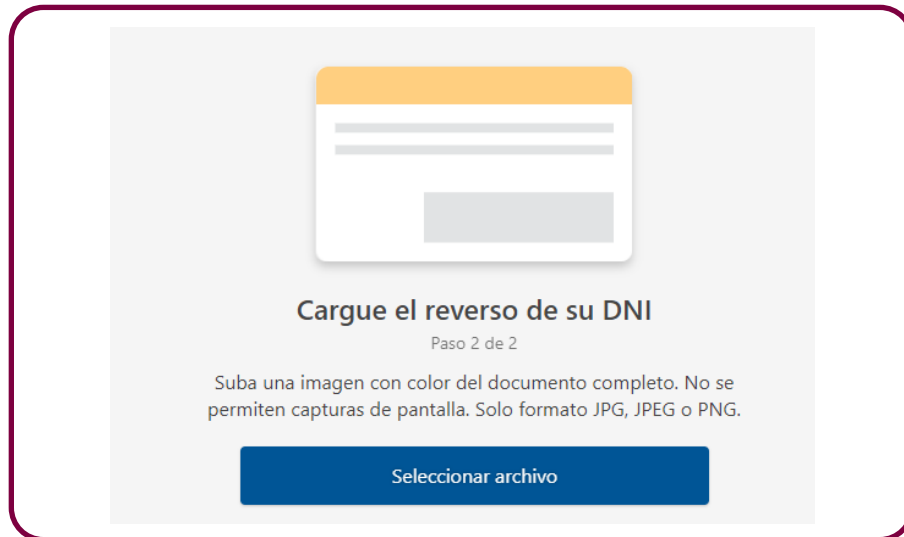 Cargue el reverso de su DNI
Paso 2 de 2
Suba una imagen con color del documento completo. No se
permiten capturas de pantalla. Solo formato JPG, JPEG o PNG.
Seleccionar archivo